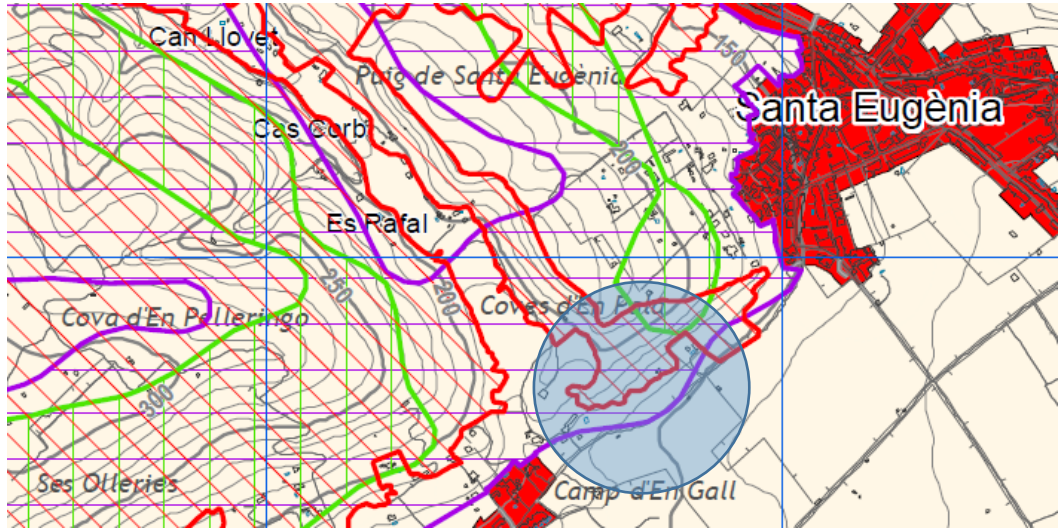 Can Llovet
150
Puig de Santa Eugènia
Santa Eugènia
Cas Corb
200
Es Rafal
250
200
Coves d'En
Cova d'En Pelleringo
300
Ses Olleries
Camp d'En Gall